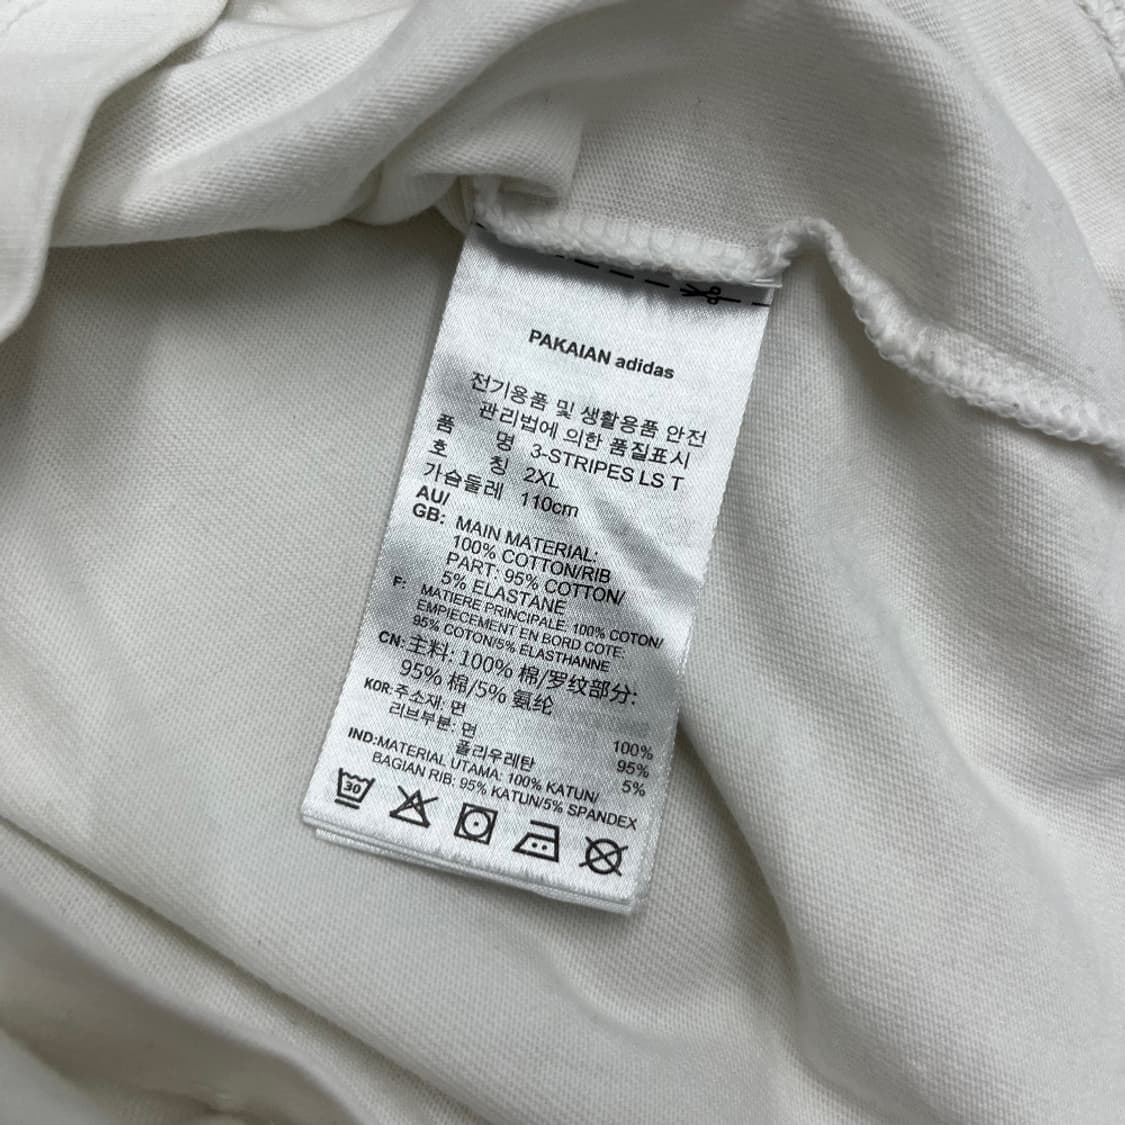 PAKAIAN adidas
전기용품 및 생활용품 안전
관리법에 의한 품질표시
품 명 3-STRIPES LS T
호 칭 2XL
가슴둘레 110cm
AU/
GB: MAIN MATERIAL:
100% COTTON/RIB
PART: 95% COTTON/
5% ELASTANE
F: MATIERE PRINCIPALE: 100% COTON/
EMPIECEMENT EN BORD COTE:
95% COTON/5% ELASTHANNE
CN: 主料: 100% 棉/罗纹部分:
95% 棉/5% 氨纶
KOR: 주소재: 면 100%
리브부분: 면 95%
폴리우레탄 5%
IND: MATERIAL UTAMA: 100% KATUN/
BAGIAN RIB: 95% KATUN/5% SPANDEX
30